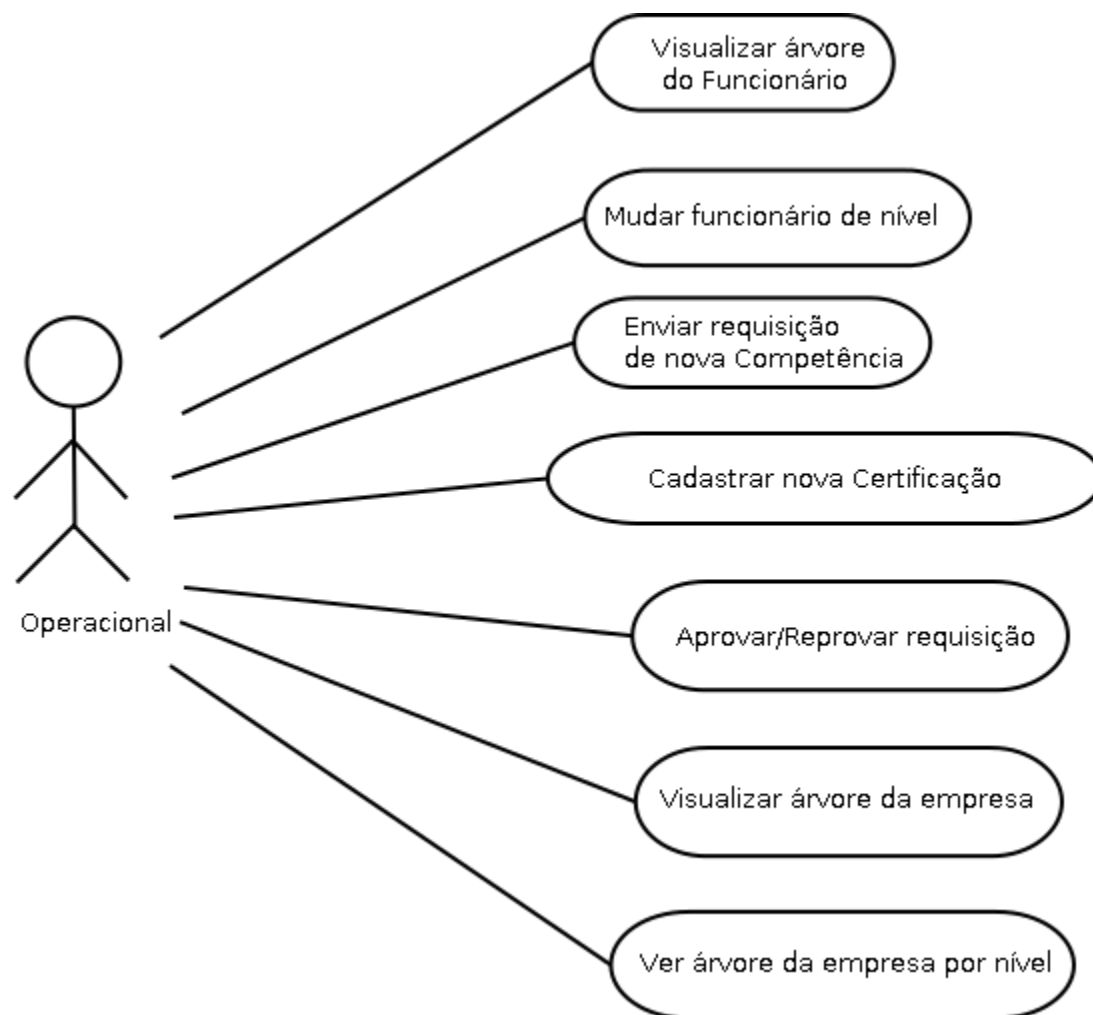 Visualizar árvore
do Funcionário
Mudar funcionário de nível
Enviar requisição
de nova Competência
Cadastrar nova Certificação
Operacional
Aprovar/Reprovar requisição
Visualizar árvore da empresa
Ver árvore da empresa por nível